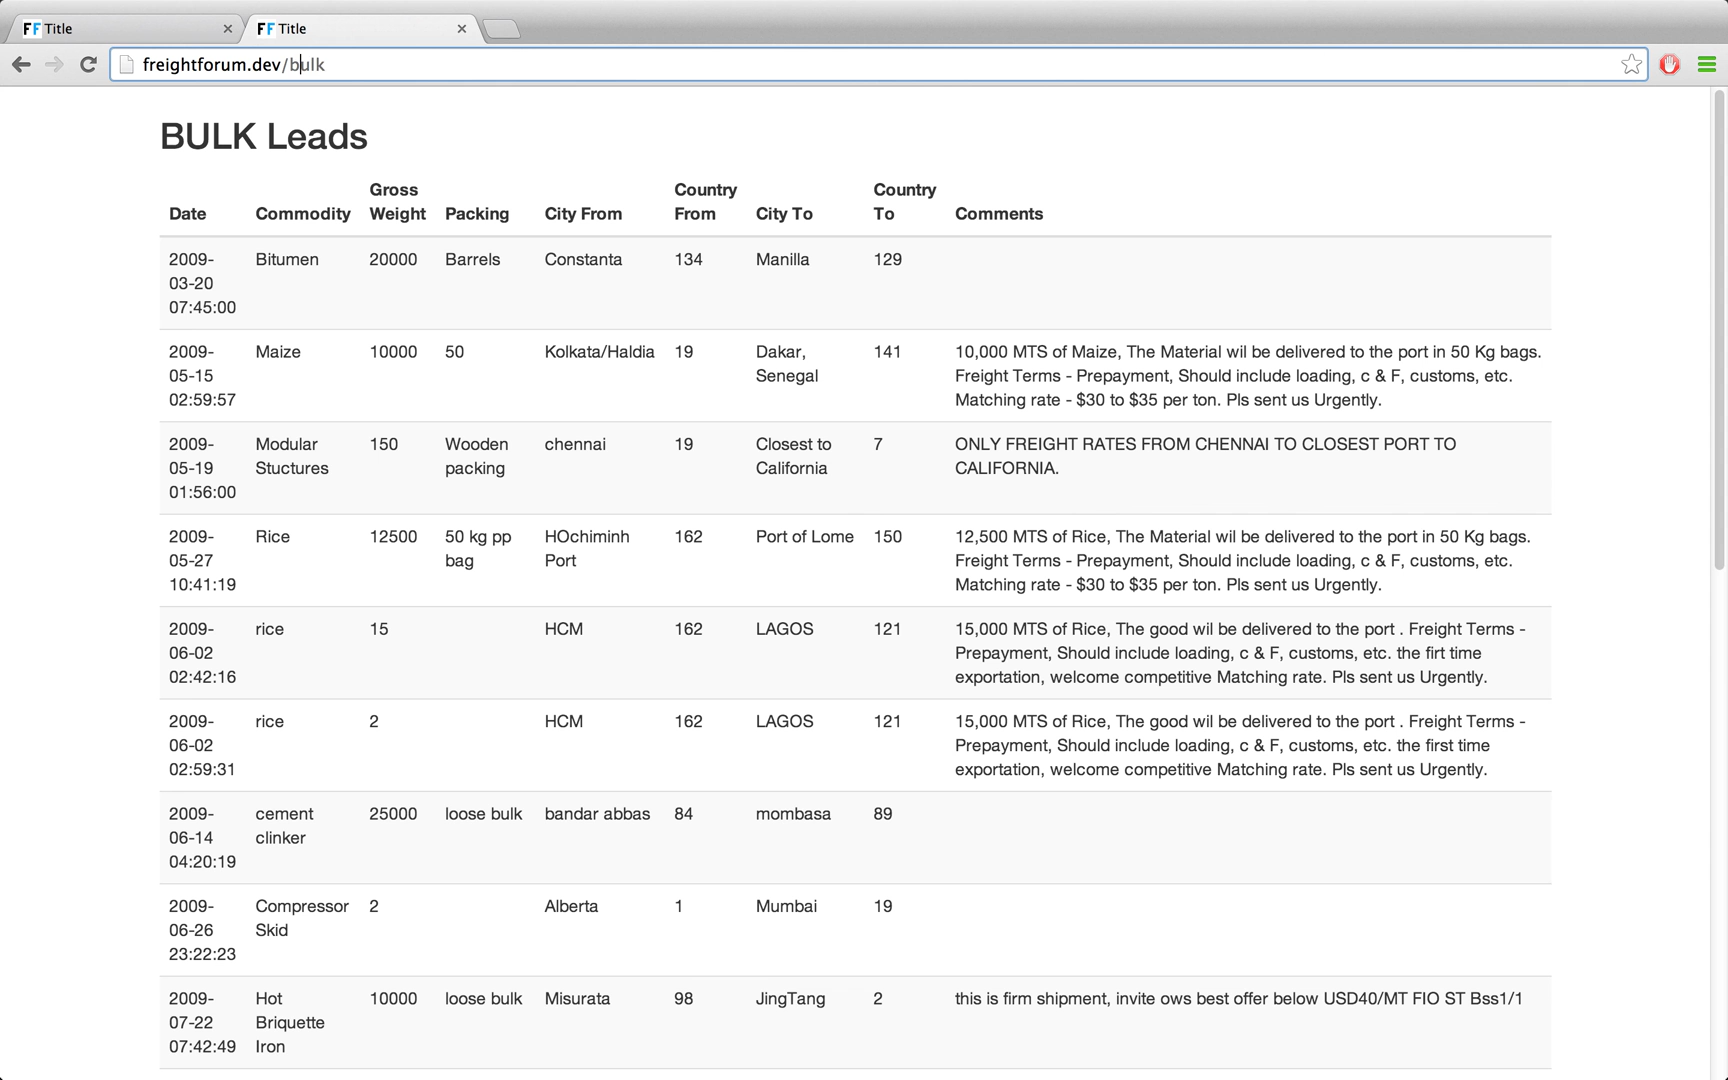 FF Title
FF Title
freightforum.dev/bulk
BULK Leads
Date Commodity Gross Weight Packing City From Country From City To Country To Comments
2009-03-20 07:45:00 Bitumen 20000 Barrels Constanta 134 Manilla 129
2009-05-15 02:59:57 Maize 10000 50 Kolkata/Haldia 19 Dakar, Senegal 141 10,000 MTS of Maize, The Material wil be delivered to the port in 50 Kg bags.
Freight Terms - Prepayment, Should include loading, c & F, customs, etc.
Matching rate - $30 to $35 per ton. Pls sent us Urgently.
2009-05-19 01:56:00 Modular Stuctures 150 Wooden packing chennai 19 Closest to California 7 ONLY FREIGHT RATES FROM CHENNAI TO CLOSEST PORT TO
CALIFORNIA.
2009-05-27 10:41:19 Rice 12500 50 kg pp bag HOchiminh Port 162 Port of Lome 150 12,500 MTS of Rice, The Material wil be delivered to the port in 50 Kg bags.
Freight Terms - Prepayment, Should include loading, c & F, customs, etc.
Matching rate - $30 to $35 per ton. Pls sent us Urgently.
2009-06-02 02:42:16 rice 15 HCM 162 LAGOS 121 15,000 MTS of Rice, The good wil be delivered to the port . Freight Terms -
Prepayment, Should include loading, c & F, customs, etc. the firt time
exportation, welcome competitive Matching rate. Pls sent us Urgently.
2009-06-02 02:59:31 rice 2 HCM 162 LAGOS 121 15,000 MTS of Rice, The good wil be delivered to the port . Freight Terms -
Prepayment, Should include loading, c & F, customs, etc. the first time
exportation, welcome competitive Matching rate. Pls sent us Urgently.
2009-06-14 04:20:19 cement clinker 25000 loose bulk bandar abbas 84 mombasa 89
2009-06-26 23:22:23 Compressor Skid 2 Alberta 1 Mumbai 19
2009-07-22 07:42:49 Hot Briquette Iron 10000 loose bulk Misurata 98 JingTang 2 this is firm shipment, invite ows best offer below USD40/MT FIO ST Bss1/1